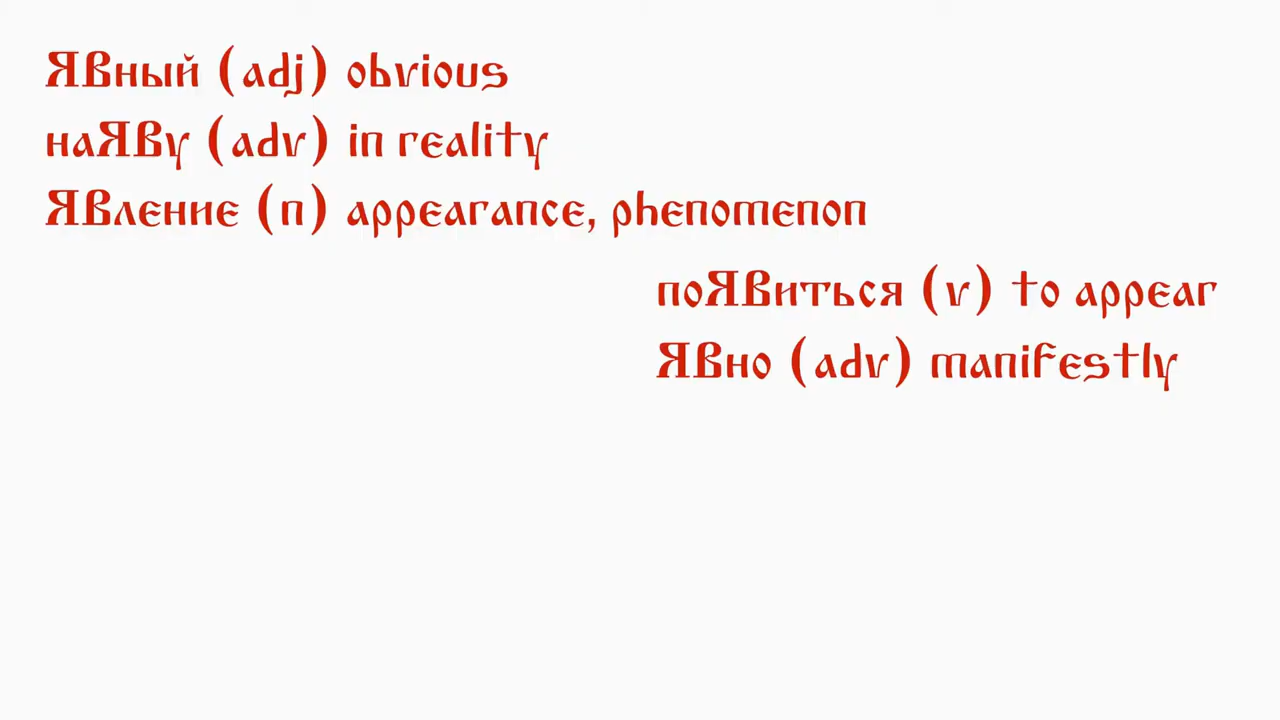 ЯВный (adj) obvious
наЯВу (adv) in reality
ЯВление (n) appearance, phenomenon
поЯВиться (v) to appear
ЯВно (adv) manifestly